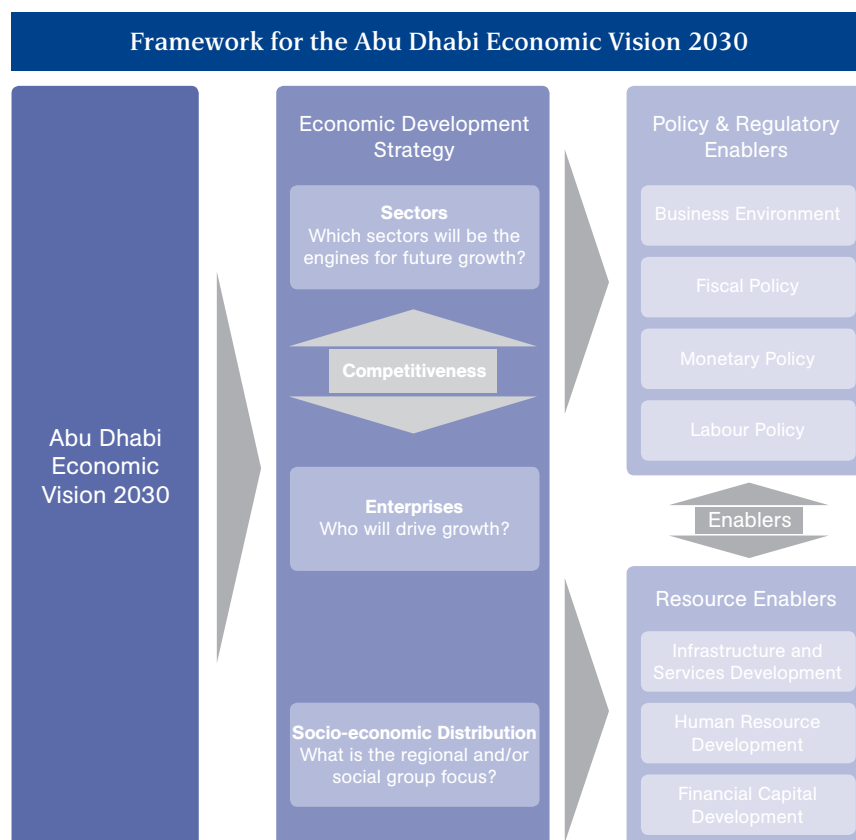 Framework for the Abu Dhabi Economic Vision 2030
Abu Dhabi
Economic
Vision 2030
Economic Development
Strategy
Sectors
Which sectors will be the
engines for future growth?
Competitiveness
Enterprises
Who will drive growth?
Socio-economic Distribution
What is the regional and/or
social group focus?
Policy & Regulatory
Enablers
Business Environment
Fiscal Policy
Monetary Policy
Labour Policy
Enablers
Resource Enablers
Infrastructure and
Services Development
Human Resource
Development
Financial Capital
Development